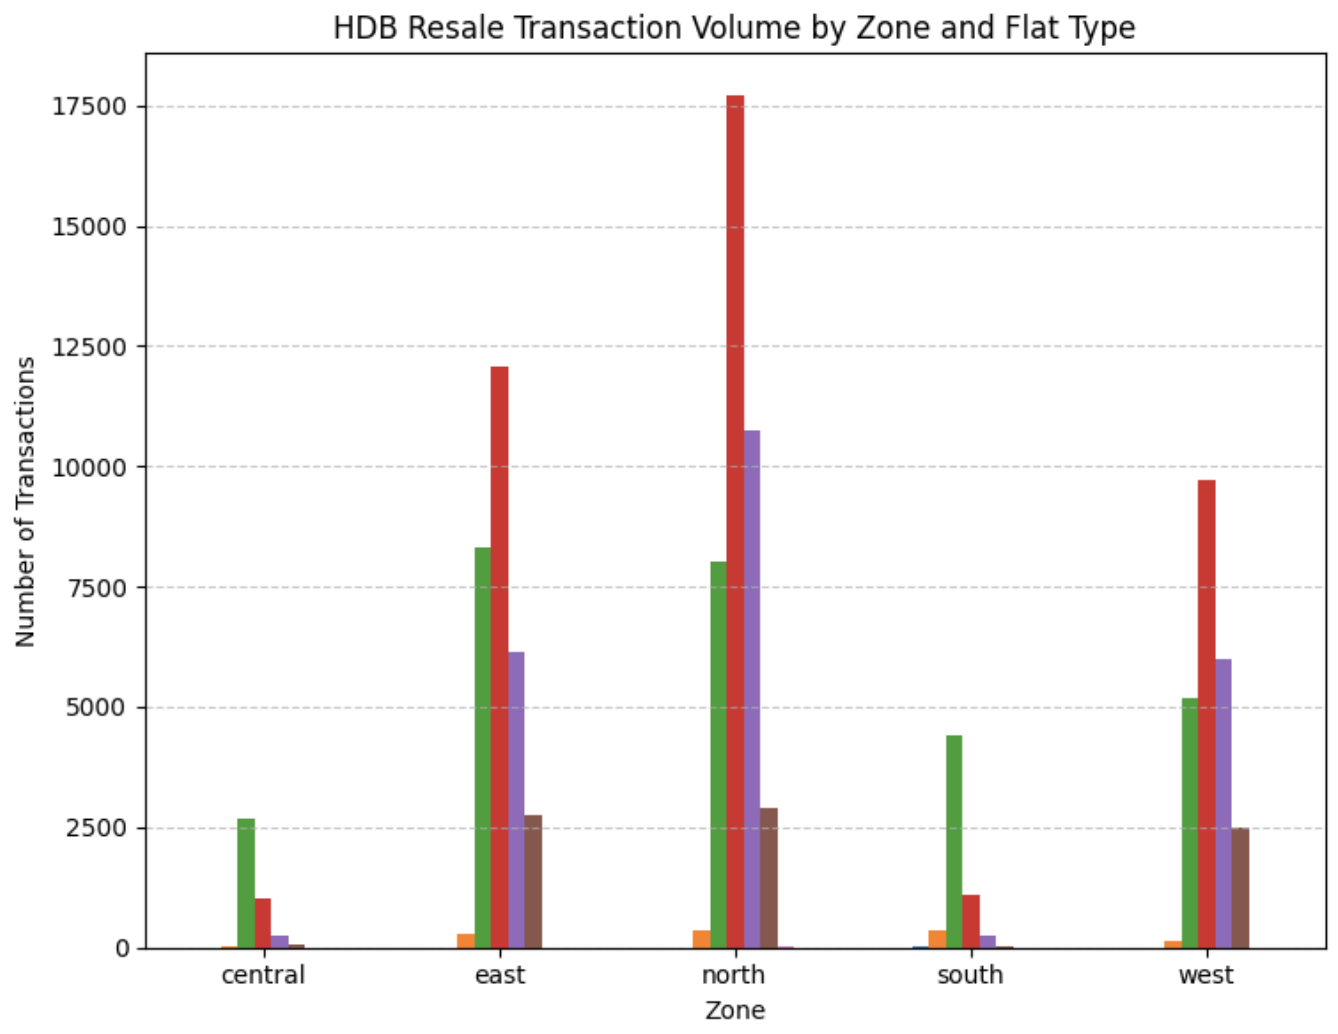 HDB Resale Transaction Volume by Zone and Flat Type
17500
15000
12500
10000
7500
5000
2500
0
Number of Transactions
central east north south west
Zone